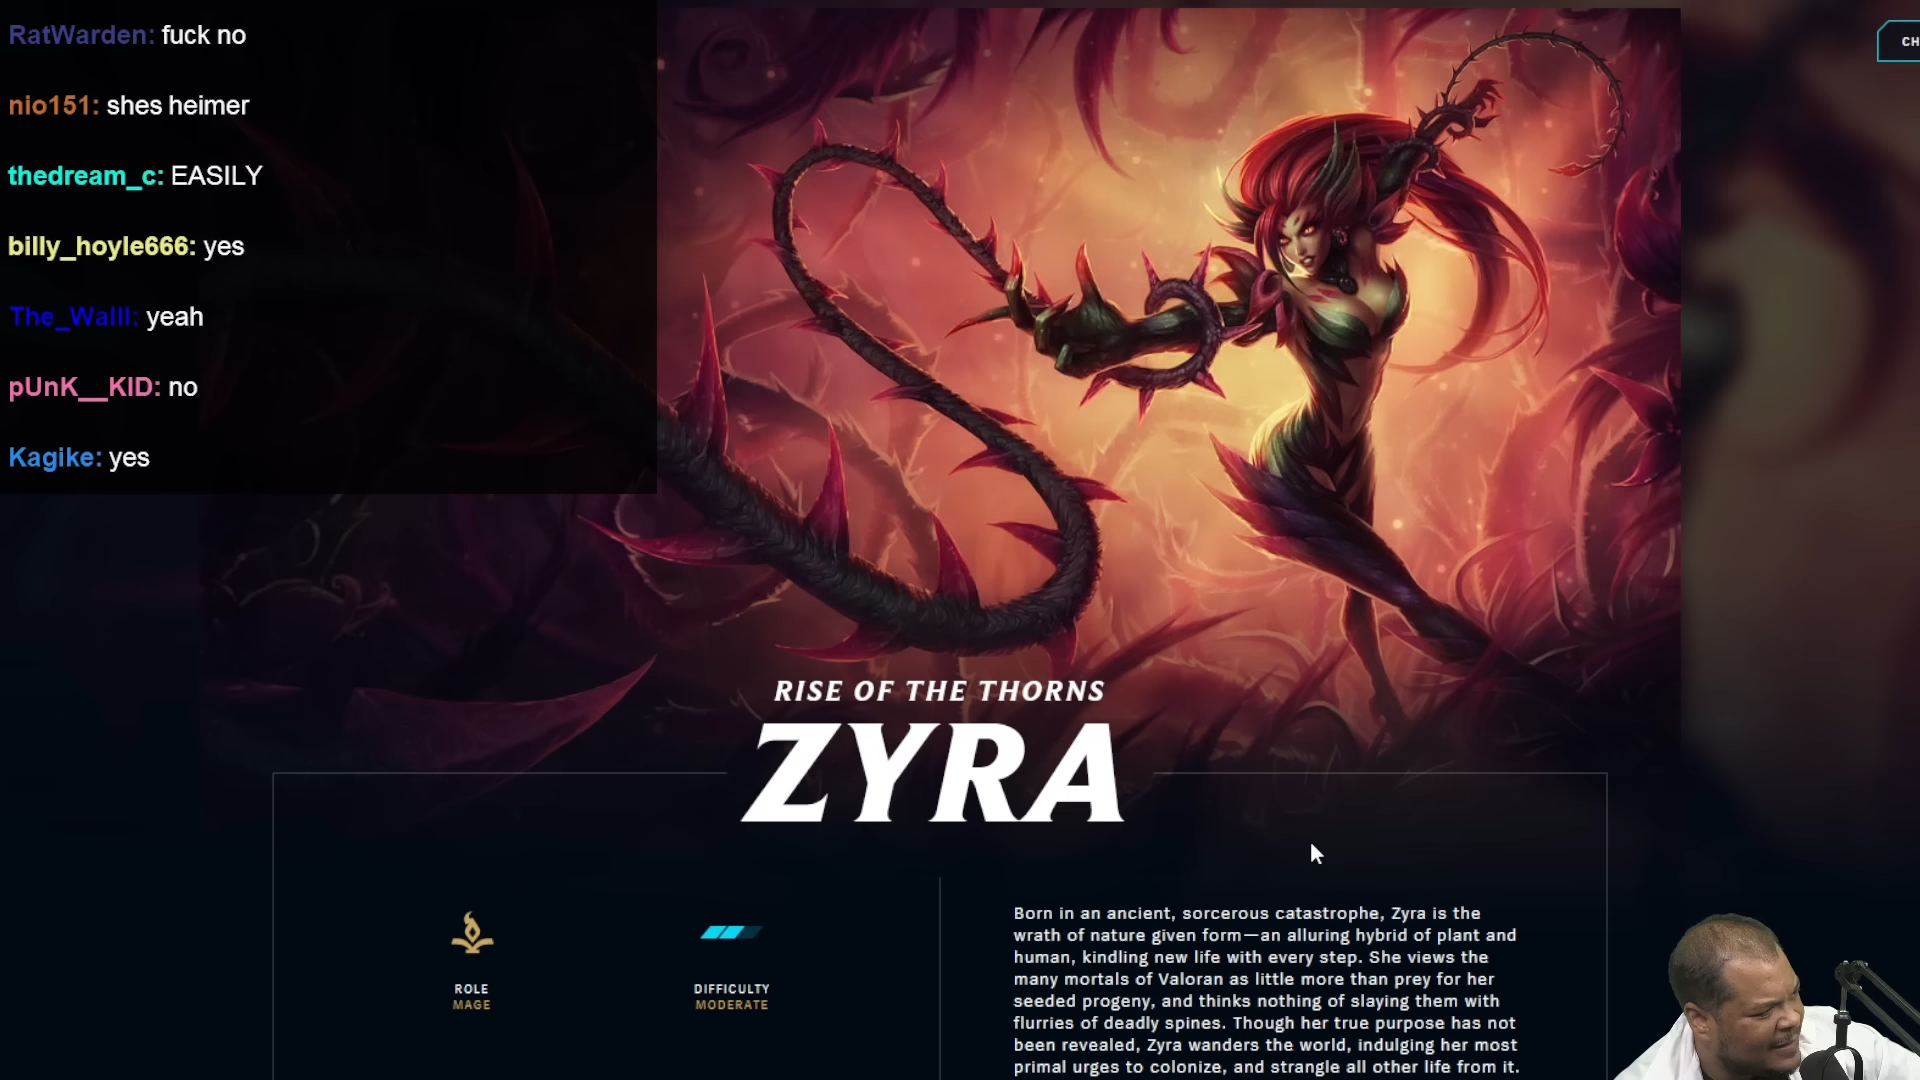 RatWarden: fuck no
nio151: shes heimer
thedream_c: EASILY
billy_hoyle666: yes
The_Walll: yeah
pUnK__KID: no
Kagike: yes
CH
RISE OF THE THORNS
ZYRA
ROLE
MAGE
DIFFICULTY
MODERATE
Born in an ancient, sorcerous catastrophe, Zyra is the
wrath of nature given form—an alluring hybrid of plant and
human, kindling new life with every step. She views the
many mortals of Valoran as little more than prey for her
seeded progeny, and thinks nothing of slaying them with
flurries of deadly spines. Though her true purpose has not
been revealed, Zyra wanders the world, indulging her most
primal urges to colonize, and strangle all other life from it.